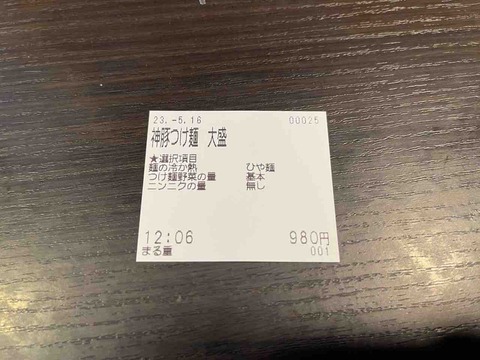 23.-5.16 00025
神豚つけ麺 大盛
★選択項目
麺の冷か熱 ひや麺
つけ麺野菜の量 基本
ニンニクの量 無し
12:06 980円
まる重 001